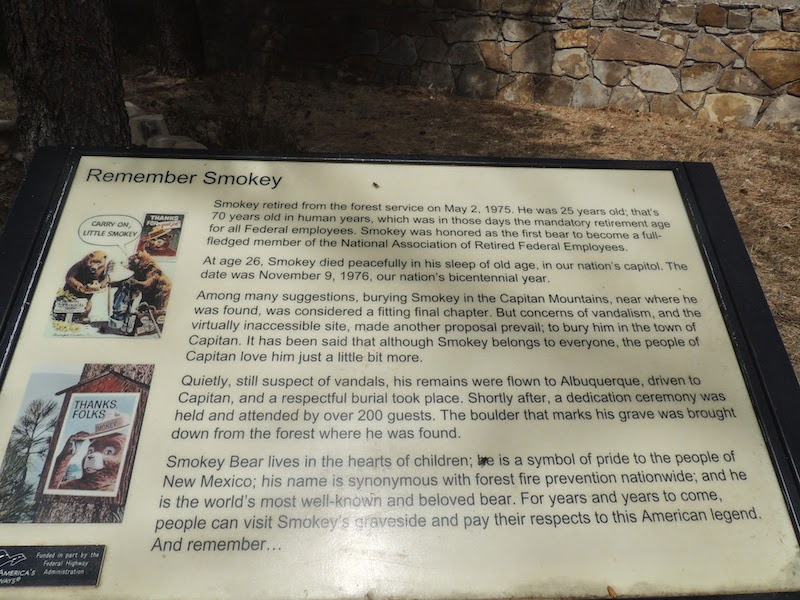 Remember Smokey
Smokey retired from the forest service on May 2, 1975. He was 25 years old; that's
70 years old in human years, which was in those days the mandatory retirement age
for all Federal employees. Smokey was honored as the first bear to become a full-
fledged member of the National Association of Retired Federal Employees.
At age 26, Smokey died peacefully in his sleep of old age, in our nation's capitol. The
date was November 9, 1976, our nation's bicentennial year.
Among many suggestions, burying Smokey in the Capitan Mountains, near where he
was found, was considered a fitting final chapter. But concerns of vandalism, and the
virtually inaccessible site, made another proposal prevail; to bury him in the town of
Capitan. It has been said that although Smokey belongs to everyone, the people of
Capitan love him just a little bit more.
Quietly, still suspect of vandals, his remains were flown to Albuquerque, driven to
Capitan, and a respectful burial took place. Shortly after, a dedication ceremony was
held and attended by over 200 guests. The boulder that marks his grave was brought
down from the forest where he was found.
Smokey Bear lives in the hearts of children; he is a symbol of pride to the people of
New Mexico; his name is synonymous with forest fire prevention nationwide; and he
is the world's most well-known and beloved bear. For years and years to come,
people can visit Smokey's graveside and pay their respects to this American legend.
And remember...
CARRY ON,
LITTLE SMOKEY
THANKS
THANKS,
FOLKS
AMERICA'S
Funded in part by the
Federal Highway
Administration